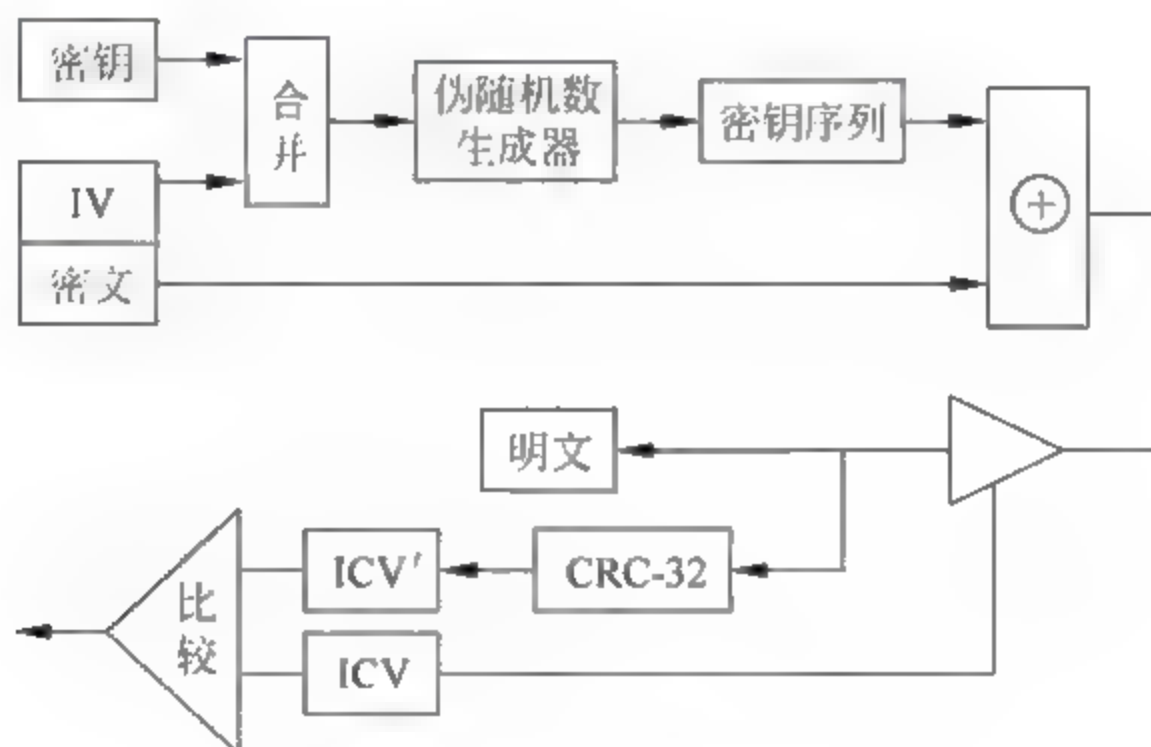 密钥
合
并
伪随机数
生成器
密钥序列
IV
密文
明文
ICV'
CRC-32
比
较
ICV